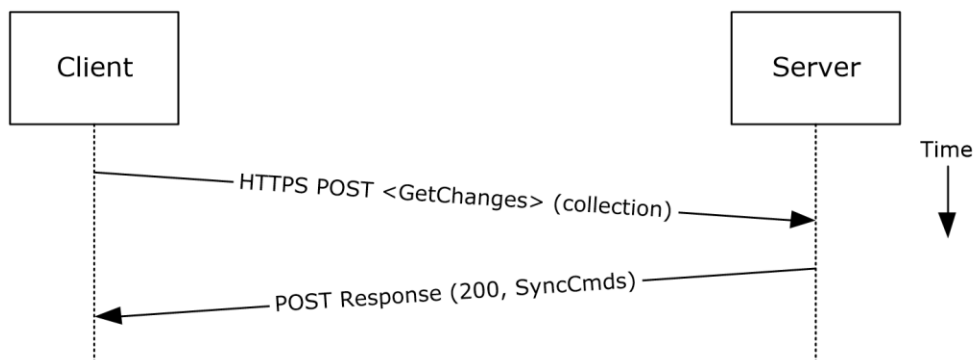 Client
Server
Time
HTTPS POST <GetChanges> (collection)
POST Response (200, SyncCmds)